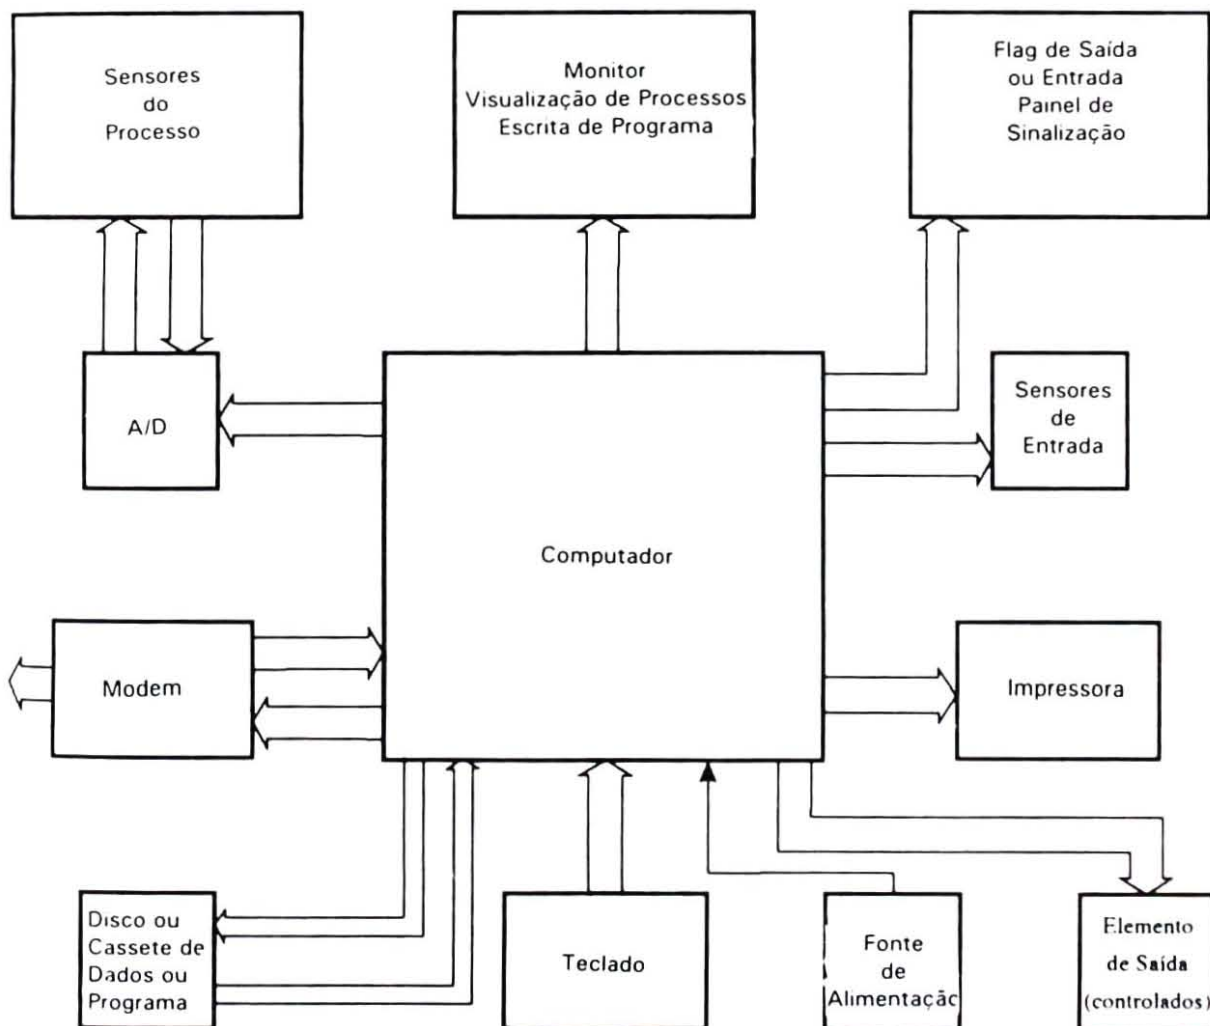 Sensores
do
Processo
Monitor
Visualização de Processos
Escrita de Programa
Flag de Saída
ou Entrada
Painel de
Sinalização
A/D
Sensores
de
Entrada
Computador
Modem
Impressora
Disco ou
Cassete de
Dados ou
Programa
Teclado
Fonte
de
Alimentação
Elemento
de Saída
(controlados)